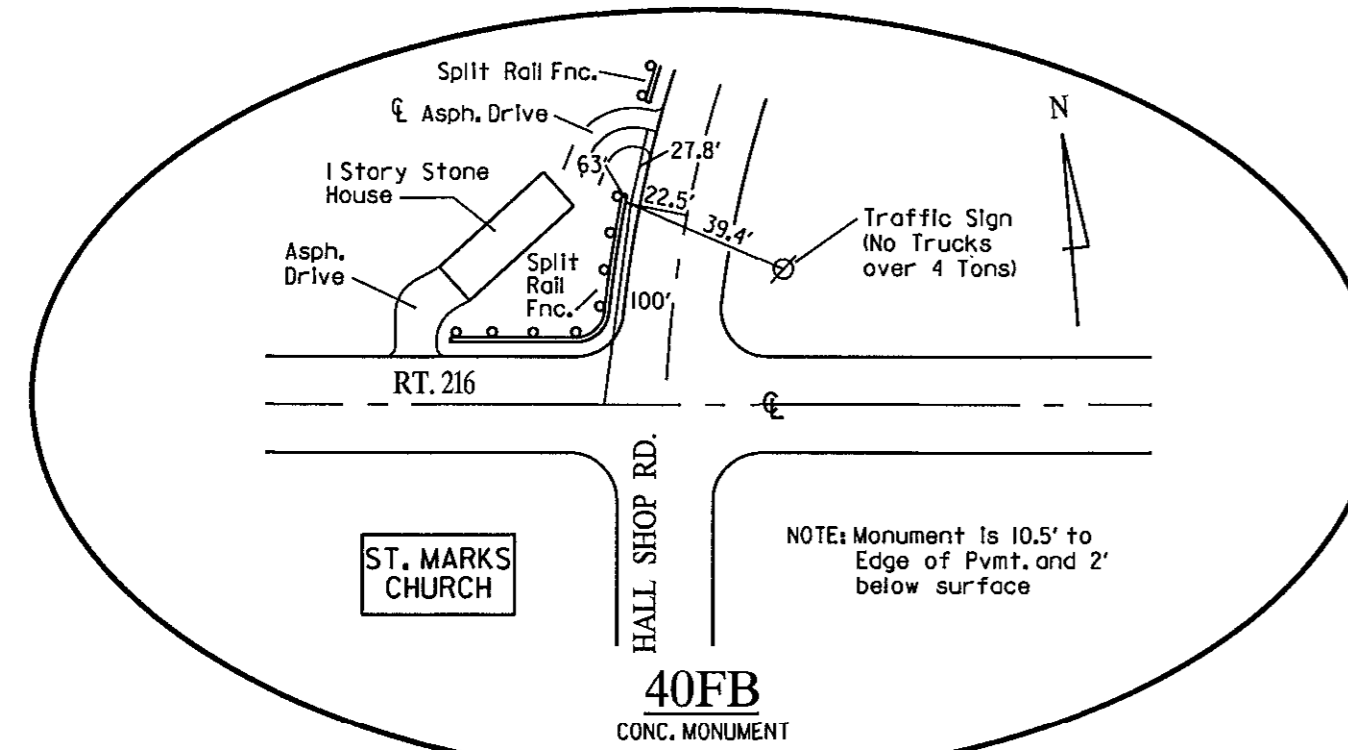 Split Rail Fnc.
℄ Asph. Drive
N
27.8'
63'
1 Story Stone
House
22.5'
39.4'
Traffic Sign
(No Trucks
over 4 Tons)
Asph.
Drive
Split
Rail
Fnc.
100'
RT. 216
℄
HALL SHOP RD.
NOTE: Monument is 10.5' to
Edge of Pvmt. and 2'
below surface
ST. MARKS
CHURCH
40FB
CONC. MONUMENT